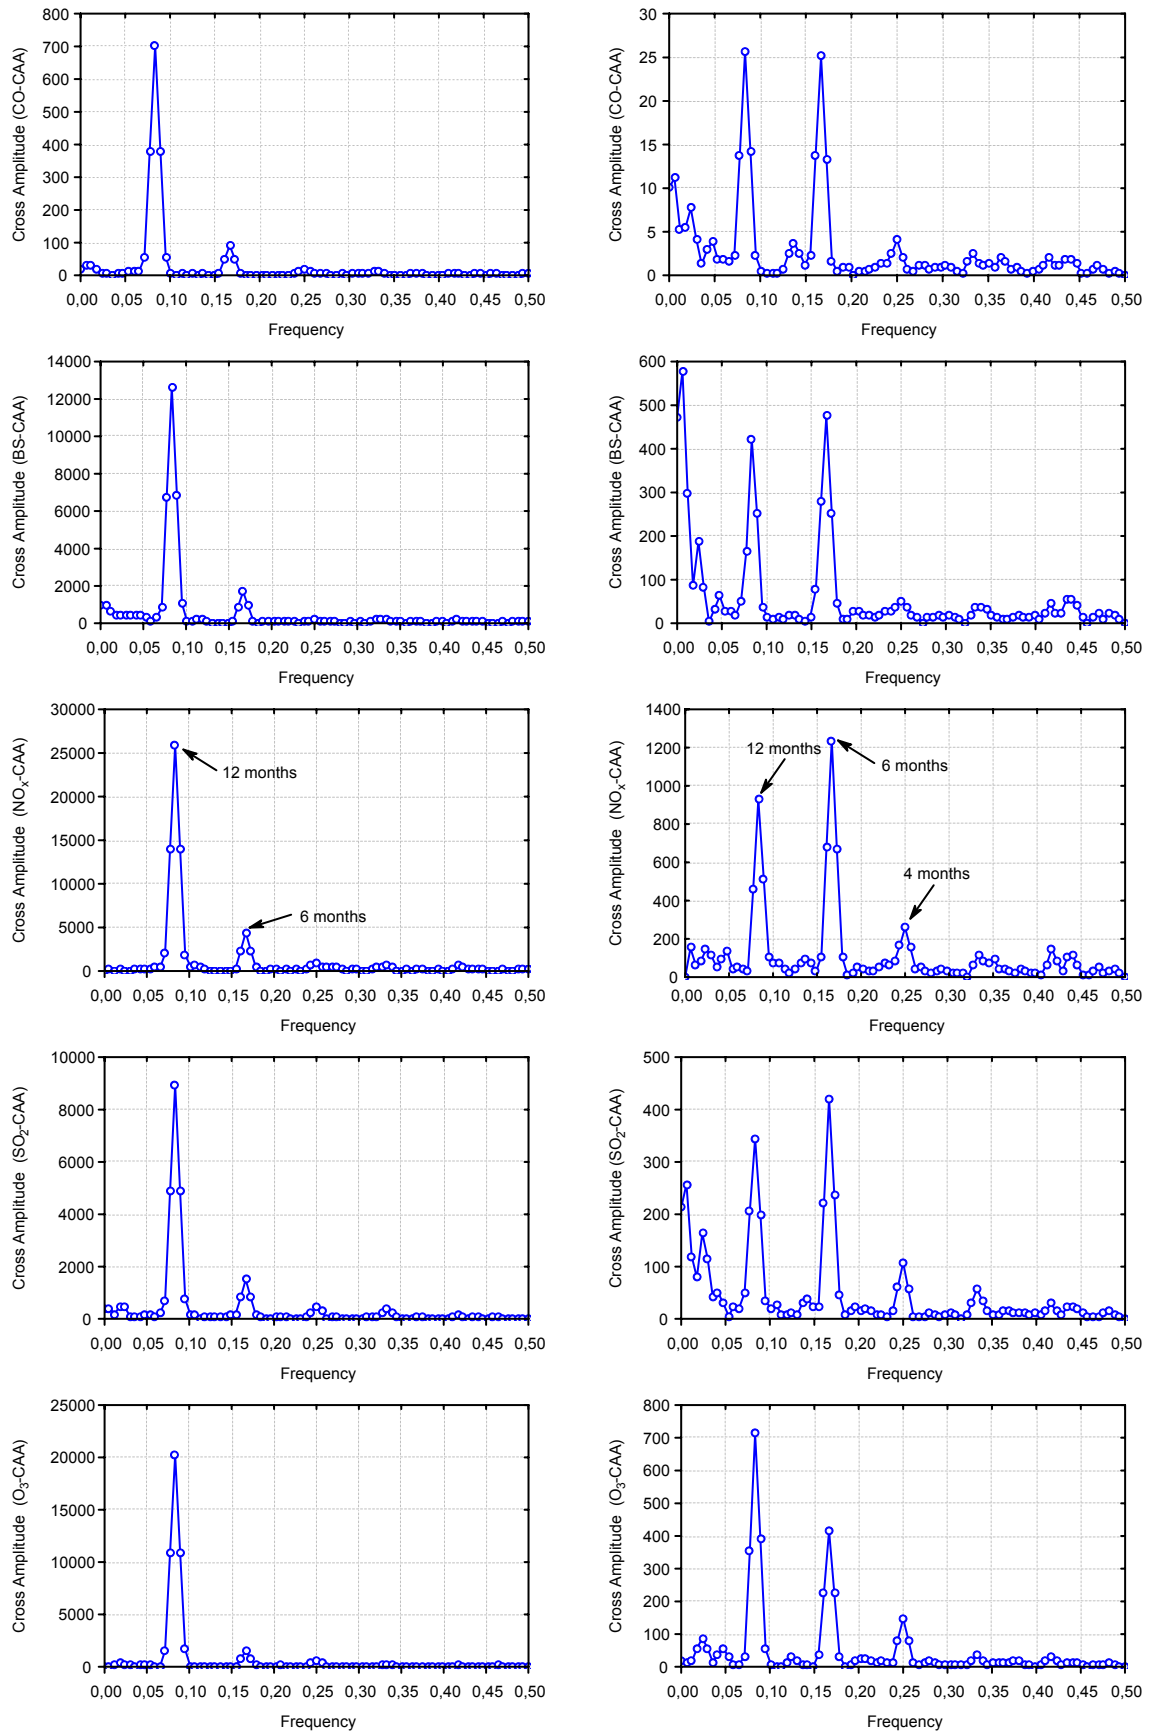 Cross Amplitude (CO-CAA)
800
700
600
500
400
300
200
100
0
0,00 0,05 0,10 0,15 0,20 0,25 0,30 0,35 0,40 0,45 0,50
Frequency
Cross Amplitude (CO-CAA)
30
25
20
15
10
5
0
0,00 0,05 0,10 0,15 0,20 0,25 0,30 0,35 0,40 0,45 0,50
Frequency
Cross Amplitude (BS-CAA)
14000
12000
10000
8000
6000
4000
2000
0
0,00 0,05 0,10 0,15 0,20 0,25 0,30 0,35 0,40 0,45 0,50
Frequency
Cross Amplitude (BS-CAA)
600
500
400
300
200
100
0
0,00 0,05 0,10 0,15 0,20 0,25 0,30 0,35 0,40 0,45 0,50
Frequency
Cross Amplitude (NOx-CAA)
30000
25000
20000
15000
10000
5000
0
12 months
6 months
0,00 0,05 0,10 0,15 0,20 0,25 0,30 0,35 0,40 0,45 0,50
Frequency
Cross Amplitude (NOx-CAA)
1400
1200
1000
800
600
400
200
0
12 months
6 months
4 months
0,00 0,05 0,10 0,15 0,20 0,25 0,30 0,35 0,40 0,45 0,50
Frequency
Cross Amplitude (SO2-CAA)
10000
8000
6000
4000
2000
0
0,00 0,05 0,10 0,15 0,20 0,25 0,30 0,35 0,40 0,45 0,50
Frequency
Cross Amplitude (SO2-CAA)
500
400
300
200
100
0
0,00 0,05 0,10 0,15 0,20 0,25 0,30 0,35 0,40 0,45 0,50
Frequency
Cross Amplitude (O3-CAA)
25000
20000
15000
10000
5000
0
0,00 0,05 0,10 0,15 0,20 0,25 0,30 0,35 0,40 0,45 0,50
Frequency
Cross Amplitude (O3-CAA)
800
700
600
500
400
300
200
100
0
0,00 0,05 0,10 0,15 0,20 0,25 0,30 0,35 0,40 0,45 0,50
Frequency